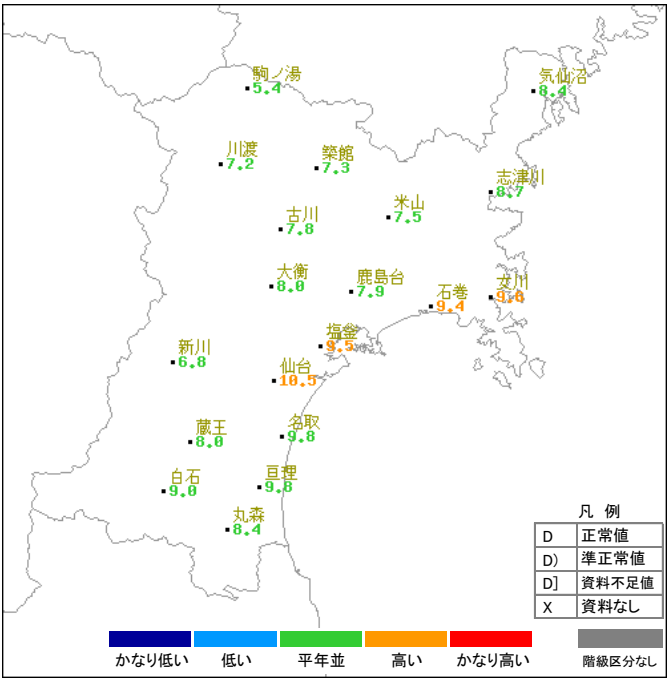 駒ノ湯
5.4
気仙沼
8.4
川渡
7.2
築館
7.3
志津川
8.7
米山
7.5
古川
7.8
大衡
8.0
鹿島台
7.9
石巻
9.4
女川
塩釜
9.5
新川
6.8
仙台
10.5
名取
9.8
蔵王
8.0
白石
9.0
亘理
9.8
丸森
8.4
凡 例
D 正常値
D) 準正常値
D] 資料不足値
X 資料なし
かなり低い 低い 平年並 高い かなり高い 階級区分なし